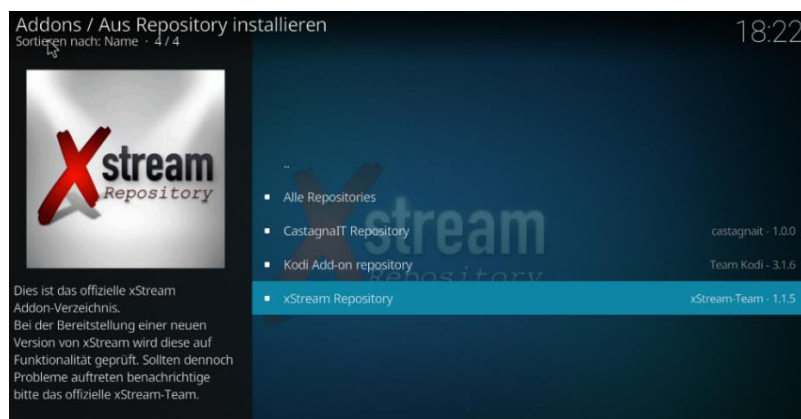 Addons / Aus Repository installieren
Sortieren nach: Name · 4 / 4
18:22
Xstream
Repository
..
Alle Repositories
CastagnaIT Repository
castagnait - 1.0.0
Kodi Add-on repository
Team Kodi - 3.1.6
xStream Repository
xStream-Team - 1.1.5
Xstream
Repository
Dies ist das offizielle xStream
Addon-Verzeichnis.
Bei der Bereitstellung einer neuen
Version von xStream wird diese auf
Funktionalität geprüft. Sollten dennoch
Probleme auftreten benachrichtige
bitte das offizielle xStream-Team.